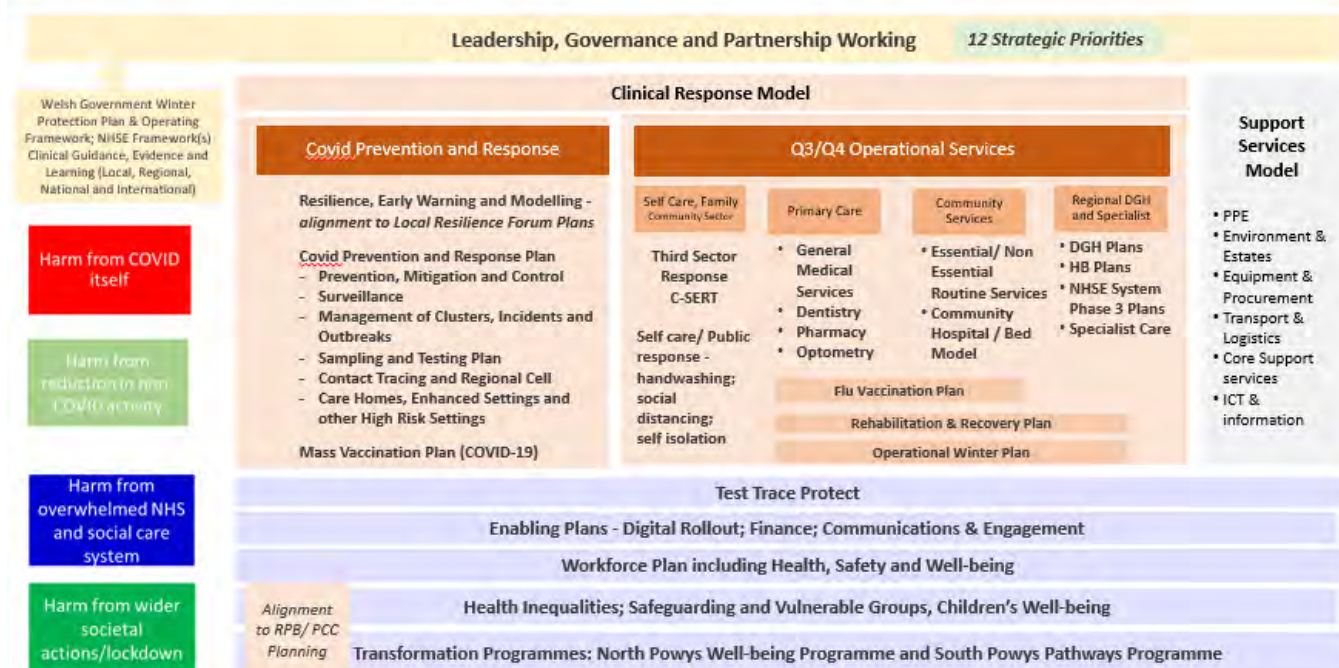 Leadership, Governance and Partnership Working
12 Strategic Priorities
Welsh Government Winter
Protection Plan & Operating
Framework; NHSE Framework(s)
Clinical Guidance, Evidence and
Learning (Local, Regional,
National and International)
Harm from COVID
itself
Harm from
reduction in non-
COVID activity
Harm from
overwhelmed NHS
and social care
system
Harm from wider
societal
actions/lockdown
Clinical Response Model
Covid Prevention and Response
Resilience, Early Warning and Modelling -
alignment to Local Resilience Forum Plans
Covid Prevention and Response Plan
- Prevention, Mitigation and Control
- Surveillance
- Management of Clusters, Incidents and
Outbreaks
- Sampling and Testing Plan
- Contact Tracing and Regional Cell
- Care Homes, Enhanced Settings and
other High Risk Settings
Mass Vaccination Plan (COVID-19)
Q3/Q4 Operational Services
Self Care, Family
Community Sector
Third Sector
Response
C-SERT
Self care/ Public
response -
handwashing;
social
distancing;
self isolation
Primary Care
• General
Medical
Services
• Dentistry
• Pharmacy
• Optometry
Community
Services
• Essential/ Non
Essential
Routine Services
• Community
Hospital / Bed
Model
Regional DGH
and Specialist
• DGH Plans
• HB Plans
• NHSE System
Phase 3 Plans
• Specialist Care
Flu Vaccination Plan
Rehabilitation & Recovery Plan
Operational Winter Plan
Support
Services
Model
• PPE
• Environment &
Estates
• Equipment &
Procurement
• Transport &
Logistics
• Core Support
services
• ICT &
information
Test Trace Protect
Enabling Plans - Digital Rollout; Finance; Communications & Engagement
Workforce Plan including Health, Safety and Well-being
Alignment
to RPB/ PCC
Planning
Health Inequalities; Safeguarding and Vulnerable Groups, Children's Well-being
Transformation Programmes: North Powys Well-being Programme and South Powys Pathways Programme